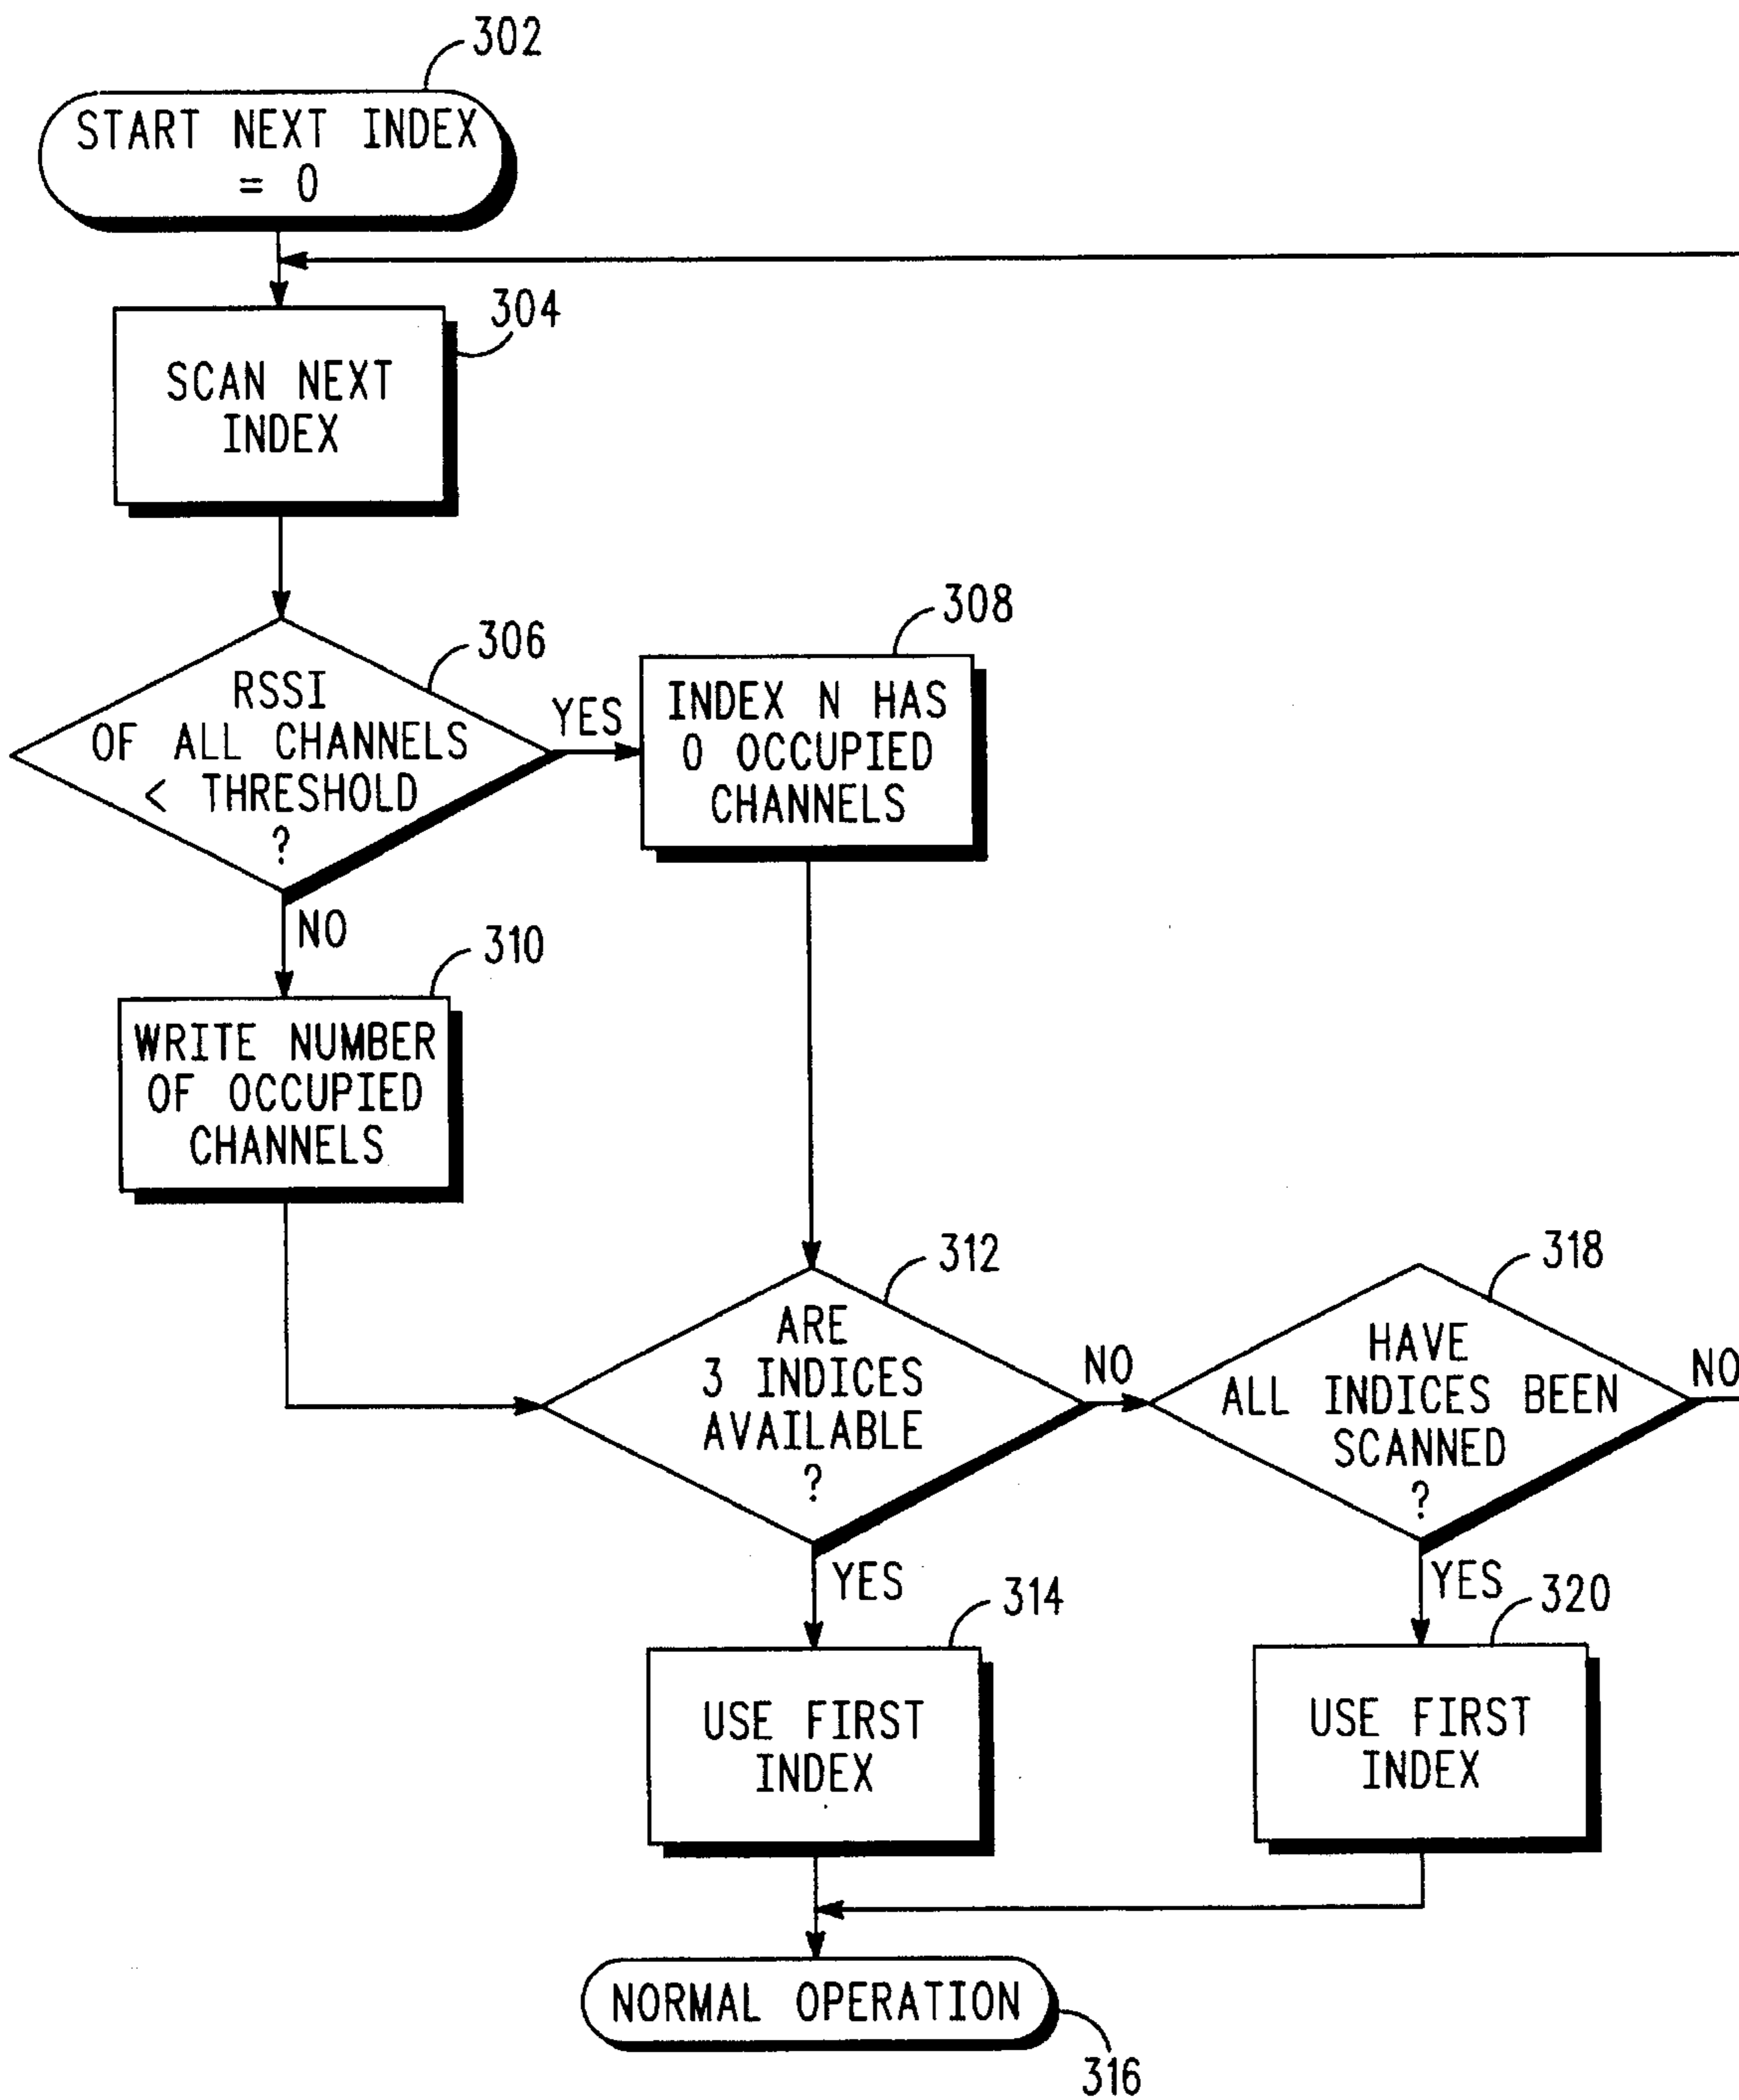 302
START NEXT INDEX
= 0
304
SCAN NEXT
INDEX
306
RSSI
OF ALL CHANNELS
< THRESHOLD
?
YES
NO
308
INDEX N HAS
0 OCCUPIED
CHANNELS
310
WRITE NUMBER
OF OCCUPIED
CHANNELS
312
ARE
3 INDICES
AVAILABLE
?
NO
YES
318
HAVE
ALL INDICES BEEN
SCANNED
?
NO
YES
314
USE FIRST
INDEX
320
USE FIRST
INDEX
NORMAL OPERATION
316